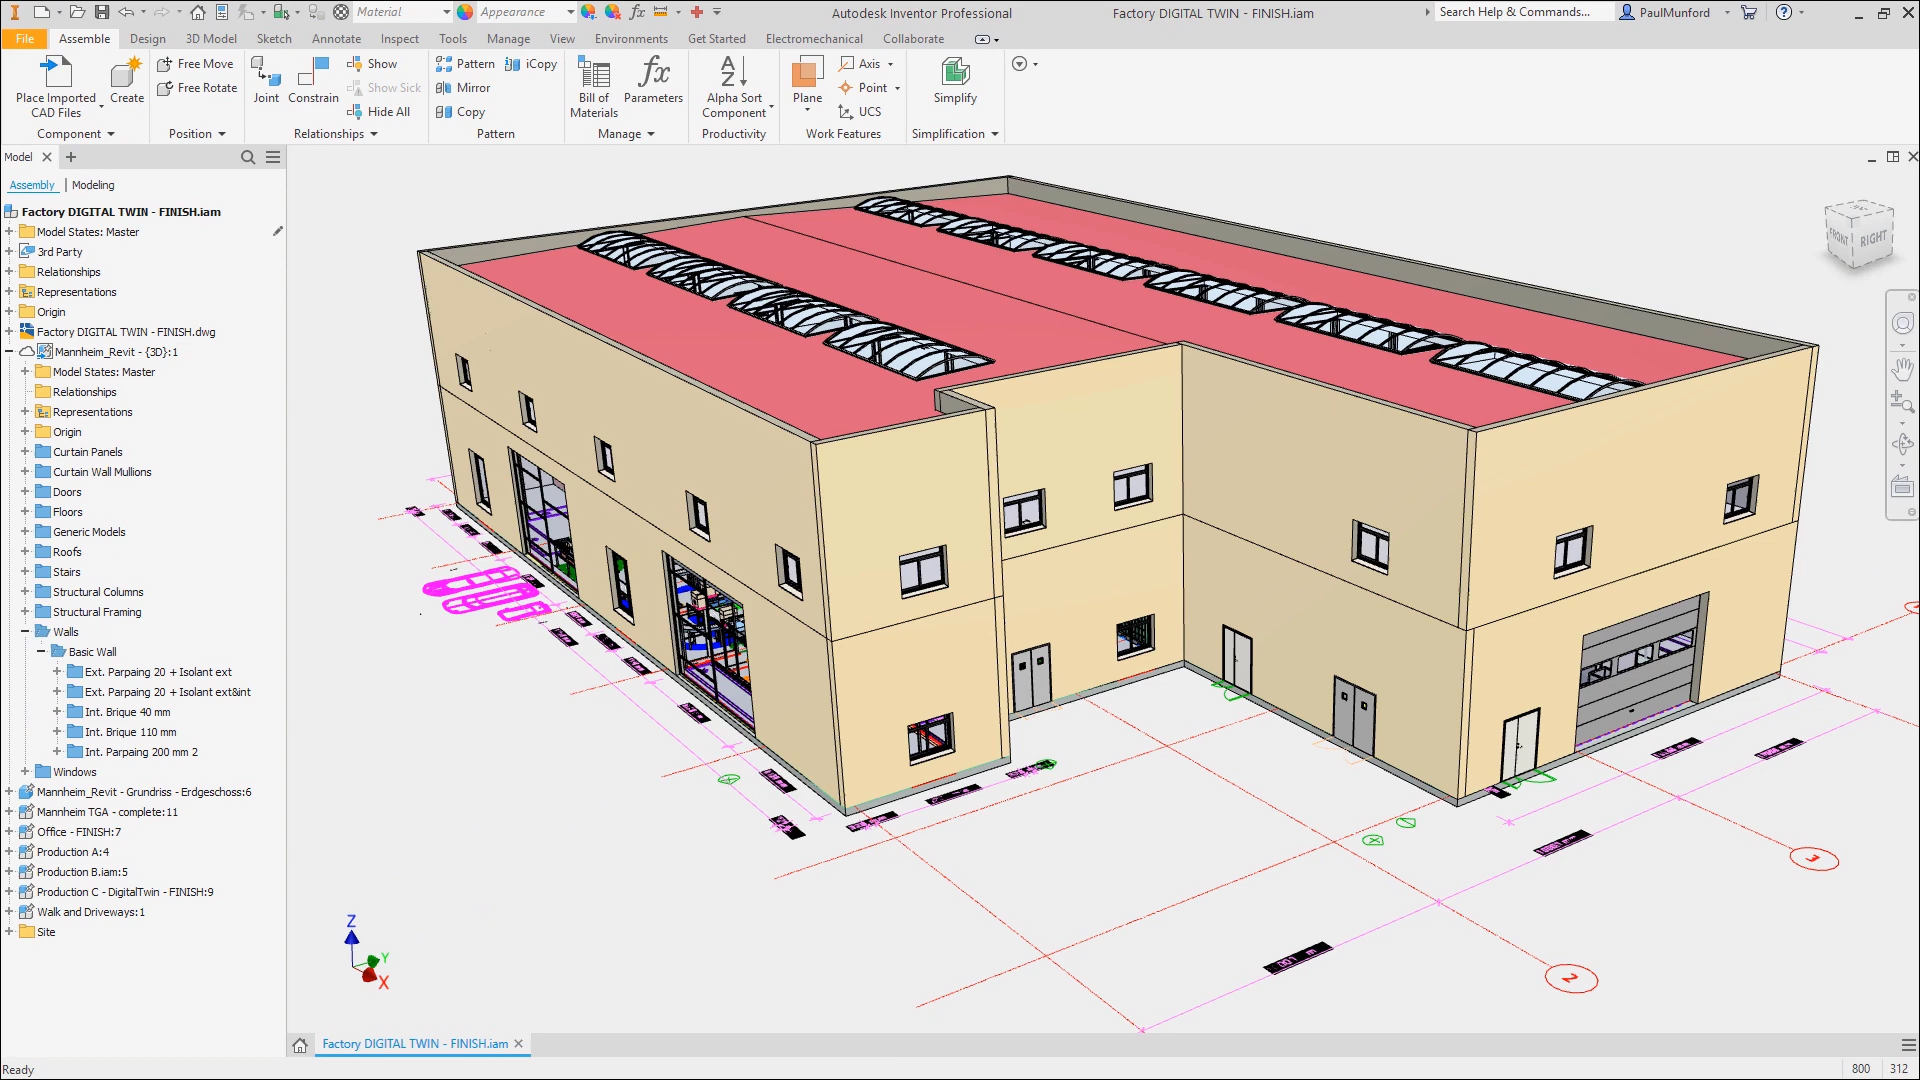 Material
Appearance
Autodesk Inventor Professional
Factory DIGITAL TWIN - FINISH.iam
Search Help & Commands...
PaulMunford
File
Assemble
Design
3D Model
Sketch
Annotate
Inspect
Tools
Manage
View
Environments
Get Started
Electromechanical
Collaborate
Place Imported
CAD Files
Create
Component
Free Move
Free Rotate
Position
Joint
Constrain
Show
Show Sick
Hide All
Relationships
Pattern
iCopy
Mirror
Copy
Pattern
Bill of
Materials
fx
Parameters
Manage
A
Z
Alpha Sort
Component
Productivity
Plane
Axis
Point
UCS
Work Features
Simplify
Simplification
Model
Assembly
Modeling
Factory DIGITAL TWIN - FINISH.iam
Model States: Master
3rd Party
Relationships
Representations
Origin
Factory DIGITAL TWIN - FINISH.dwg
Mannheim_Revit - {3D}:1
Model States: Master
Relationships
Representations
Origin
Curtain Panels
Curtain Wall Mullions
Doors
Floors
Generic Models
Roofs
Stairs
Structural Columns
Structural Framing
Walls
Basic Wall
Ext. Parpaing 20 + Isolant ext
Ext. Parpaing 20 + Isolant ext&int
Int. Brique 40 mm
Int. Brique 110 mm
Int. Parpaing 200 mm 2
Windows
Mannheim_Revit - Grundriss - Erdgeschoss:6
Mannheim TGA - complete:11
Office - FINISH:7
Production A:4
Production B.iam:5
Production C - DigitalTwin - FINISH:9
Walk and Driveways:1
Site
FRONT
RIGHT
3
2
Z
Y
X
Factory DIGITAL TWIN - FINISH.iam
Ready
800
312